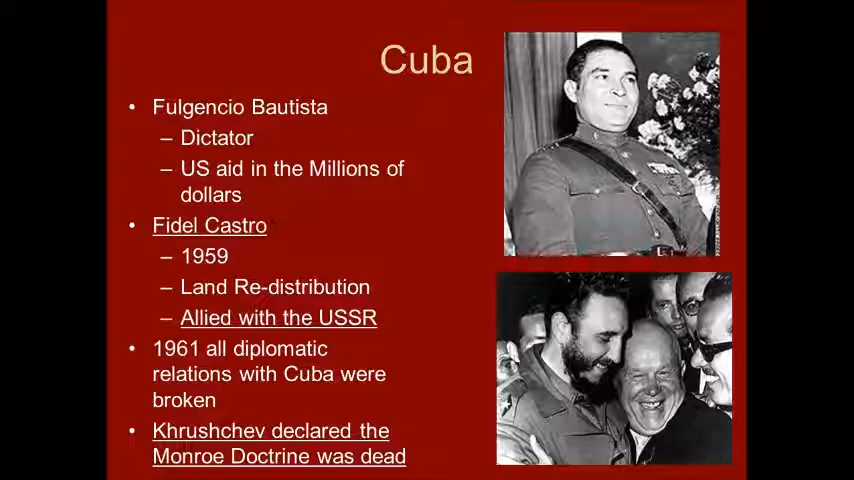 Cuba
• Fulgencio Bautista
– Dictator
– US aid in the Millions of
dollars
• Fidel Castro
– 1959
– Land Re-distribution
– Allied with the USSR
• 1961 all diplomatic
relations with Cuba were
broken
• Khrushchev declared the
Monroe Doctrine was dead